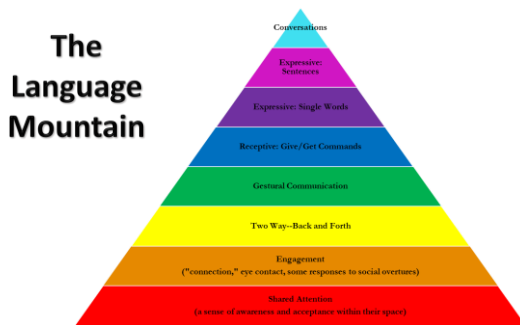 The
Language
Mountain
Conversations
Expressive:
Sentences
Expressive: Single Words
Receptive: Give/Get Commands
Gestural Communication
Two Way--Back and Forth
Engagement
("connection," eye contact, some responses to social overtures)
Shared Attention
(a sense of awareness and acceptance within their space)